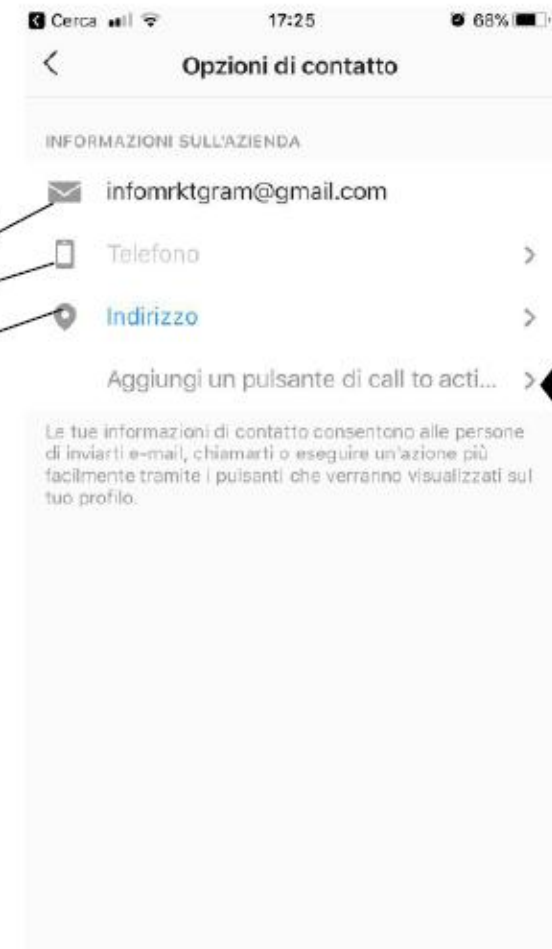 Cerca 17:25 68%
Opzioni di contatto
INFORMAZIONI SULL'AZIENDA
infomrktgram@gmail.com
Telefono
Indirizzo
Aggiungi un pulsante di call to acti...
Le tue informazioni di contatto consentono alle persone
di inviarti e-mail, chiamarti o eseguire un'azione più
facilmente tramite i pulsanti che verranno visualizzati sul
tuo profilo.